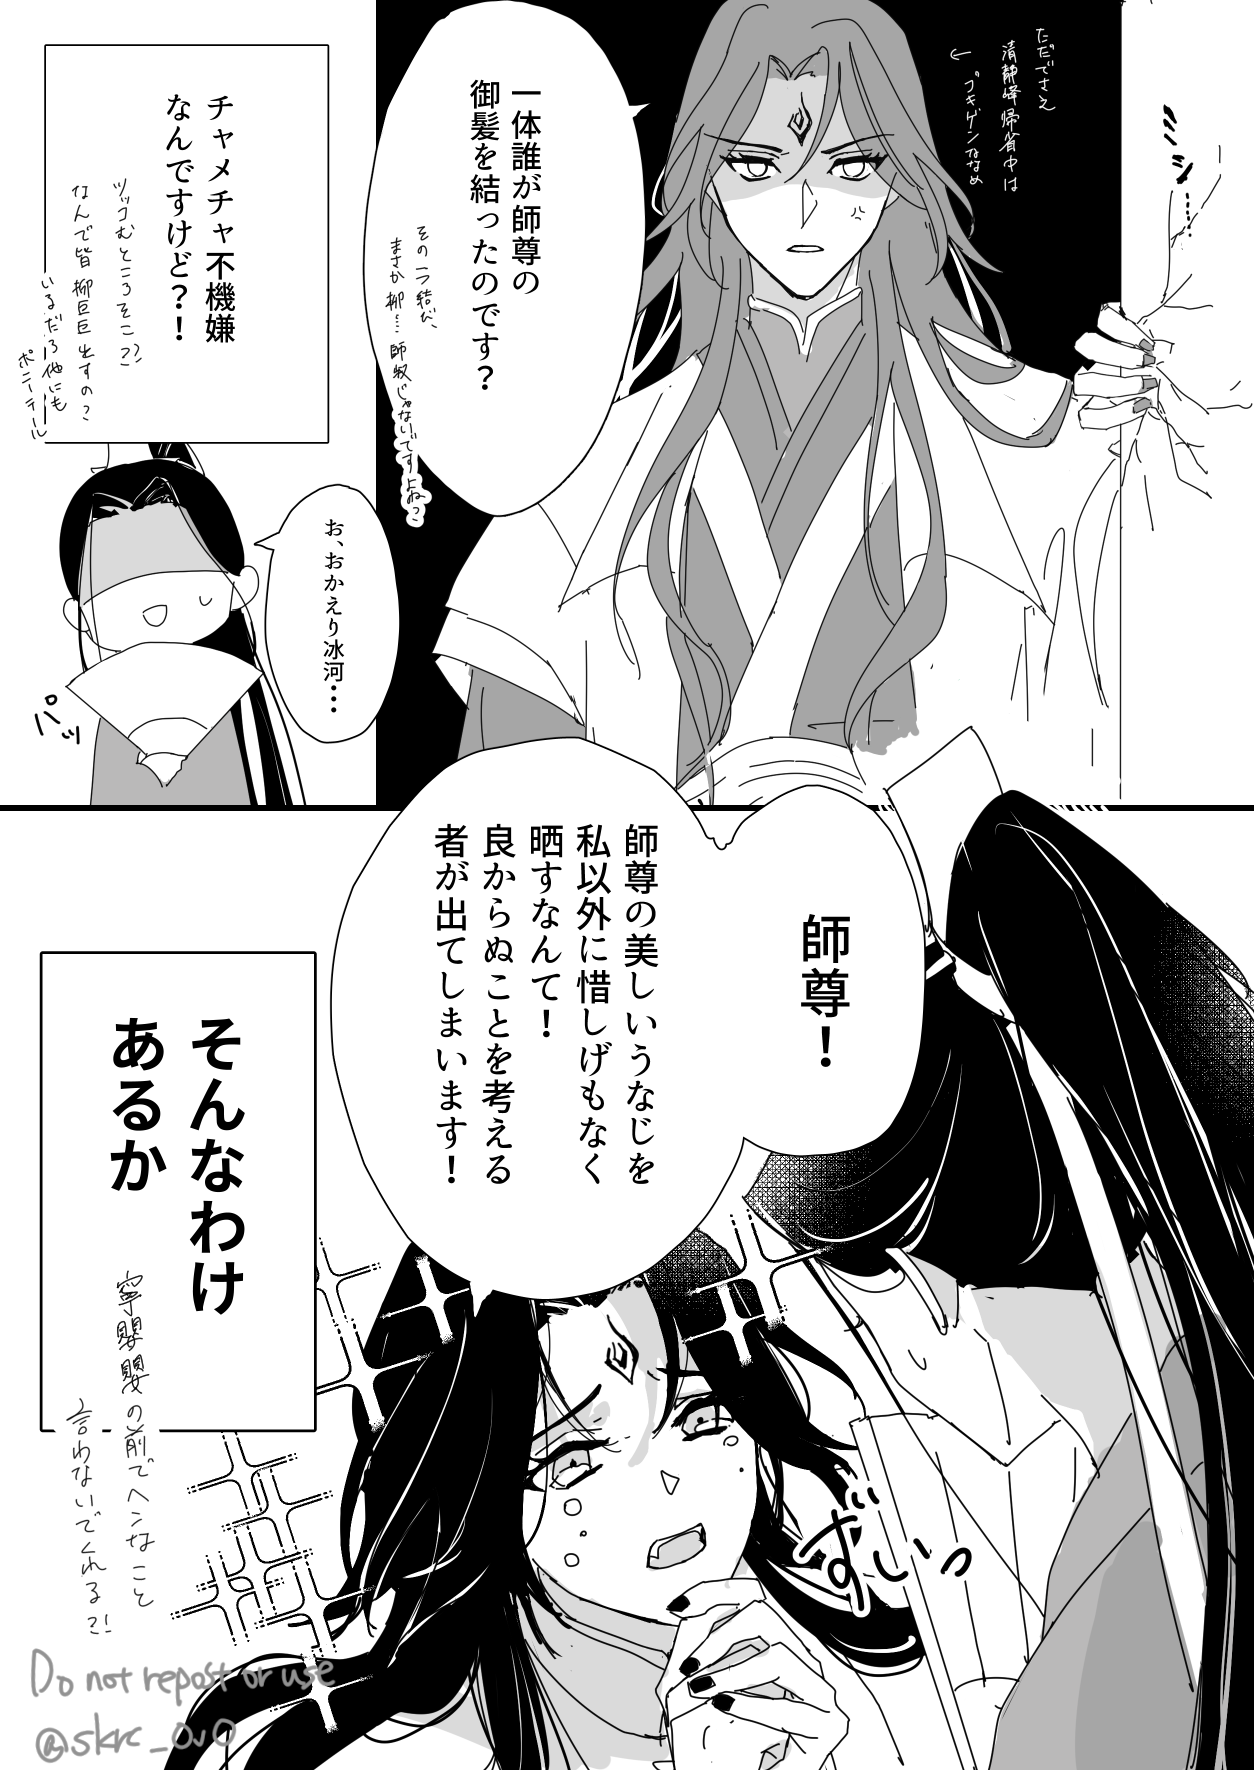 ただでさえ
清静峰帰省中は
ゴキゲンななめ
←
ミシ……
一体誰が師尊の
御髪を結ったのです？
その一つ結び、
まさか柳…師叔じゃないですよね？
チャメチャ不機嫌
なんですけど？！
ツッコむところそこ??
なんで皆柳巨巨出すの？
いるだろ他にも
ポニーテール
お、おかえり冰河…
パッ
師尊！
師尊の美しいうなじを
私以外に惜しげもなく
晒すなんて！
良からぬことを考える
者が出てしまいます！
そんなわけ
あるか
寧嬰嬰の前でヘンなこと
言わないでくれる？！
ずいっ
Do not repost or use
@skrc_0v0